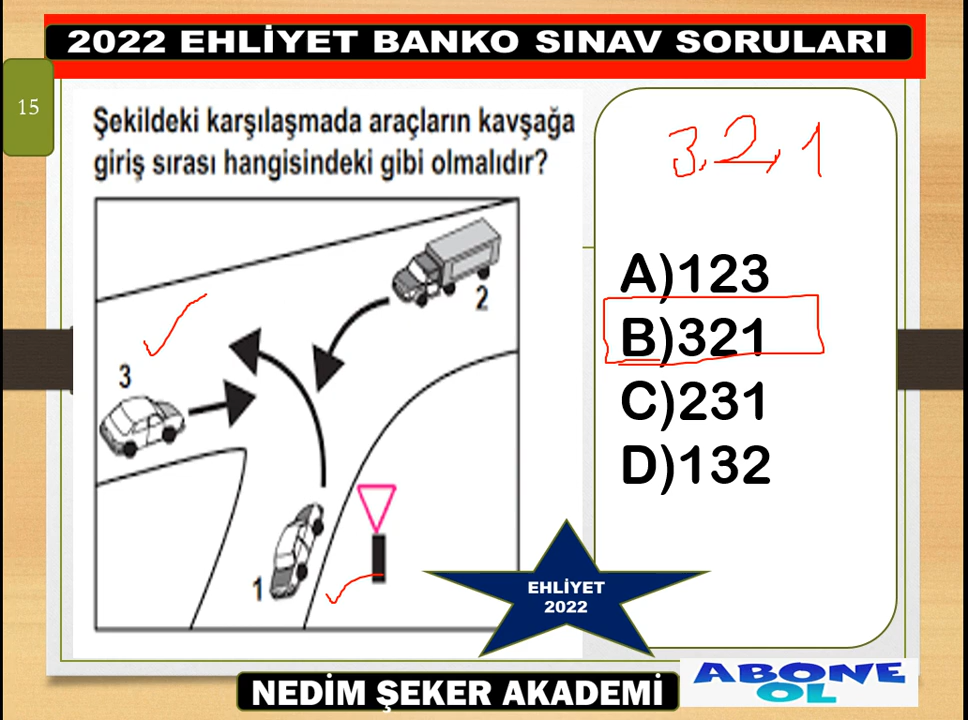 2022 EHLİYET BANKO SINAV SORULARI
15
Şekildeki karşılaşmada araçların kavşağa
giriş sırası hangisindeki gibi olmalıdır?
2
3
1
3,2,1
A)123
B)321
C)231
D)132
EHLİYET
2022
NEDİM ŞEKER AKADEMİ
ABONE
OL